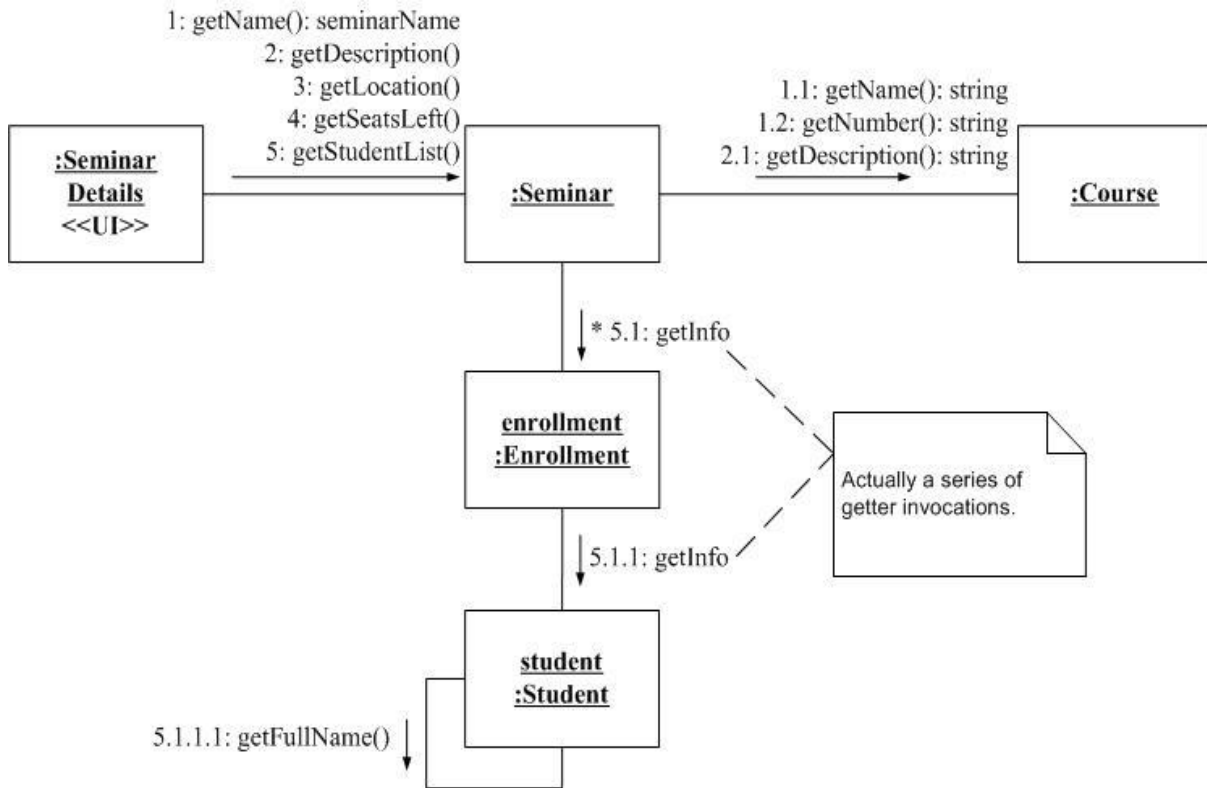 1: getName(): seminarName
2: getDescription()
3: getLocation()
4: getSeatsLeft()
5: getStudentList()
1.1: getName(): string
1.2: getNumber(): string
2.1: getDescription(): string
:Seminar
Details
<<UI>>
:Seminar
:Course
* 5.1: getInfo
enrollment
:Enrollment
Actually a series of
getter invocations.
5.1.1: getInfo
student
:Student
5.1.1.1: getFullName()